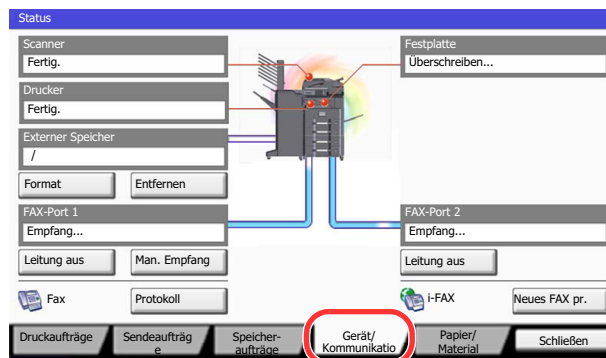 Status
Scanner
Fertig.
Festplatte
Überschreiben...
Drucker
Fertig.
Externer Speicher
/
Format
Entfernen
FAX-Port 1
Empfang...
FAX-Port 2
Empfang...
Leitung aus
Man. Empfang
Leitung aus
Fax
Protokoll
i-FAX
Neues FAX pr.
Druckaufträge
Sendeaufträg
e
Speicher-
aufträge
Gerät/
Kommunikatio
Papier/
Material
Schließen